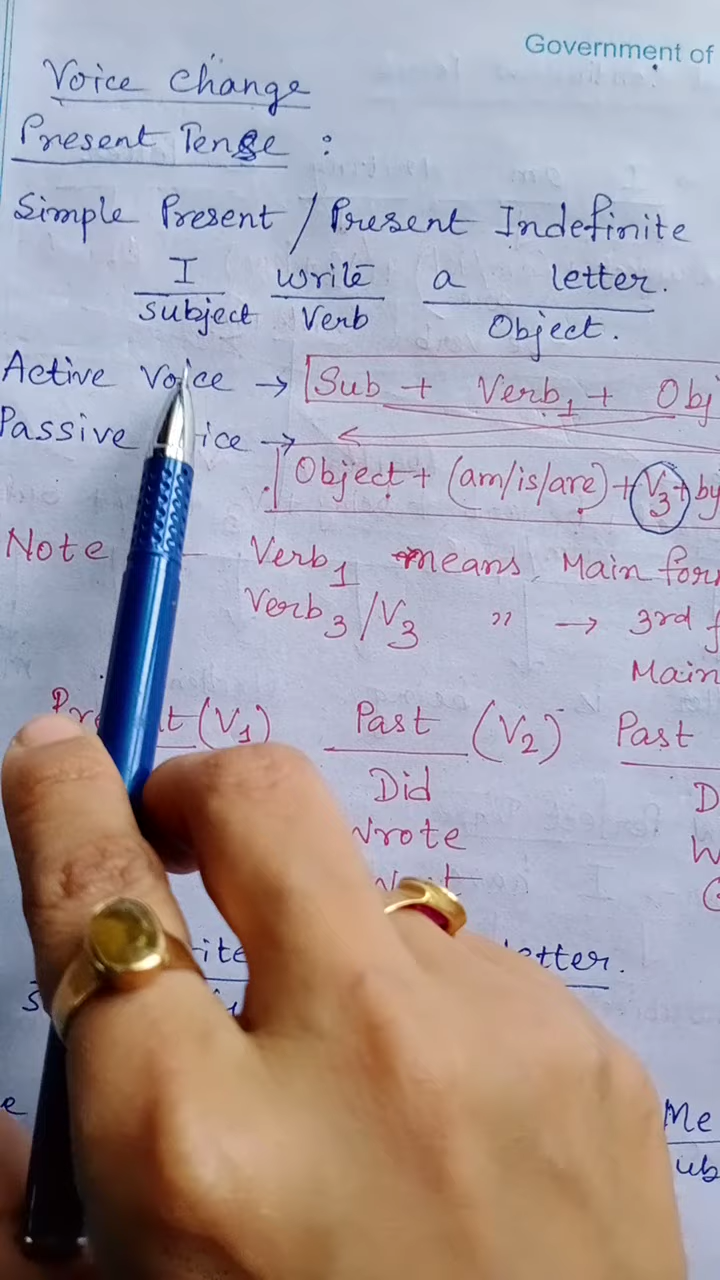 Government of
Voice Change
Present Tense :
Simple Present / Present Indefinite
I write a letter.
Subject Verb Object.
Active Voice → Sub + Verb1 + Obj
Passive → Object + (am/is/are) + V3 + by
Note - Verb1 means Main for
Verb3/V3 " → 3rd f
Main
(V1) Past (V2) Past
Did D
Wrote W
G
letter.
Me
ub